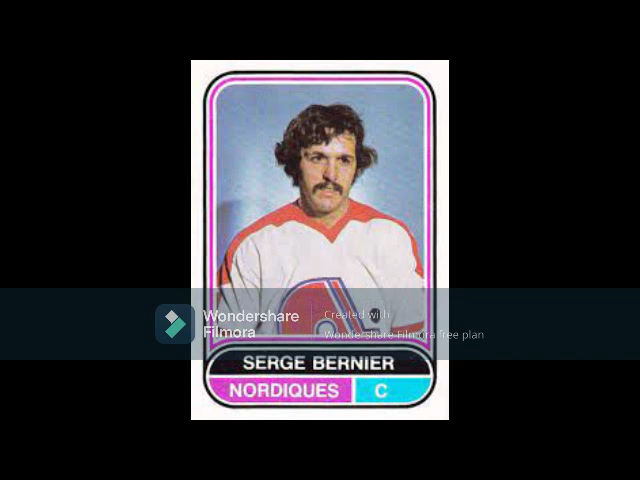 Wondershare
Filmora
Created with
Wondershare Filmora free plan
SERGE BERNIER
NORDIQUES C